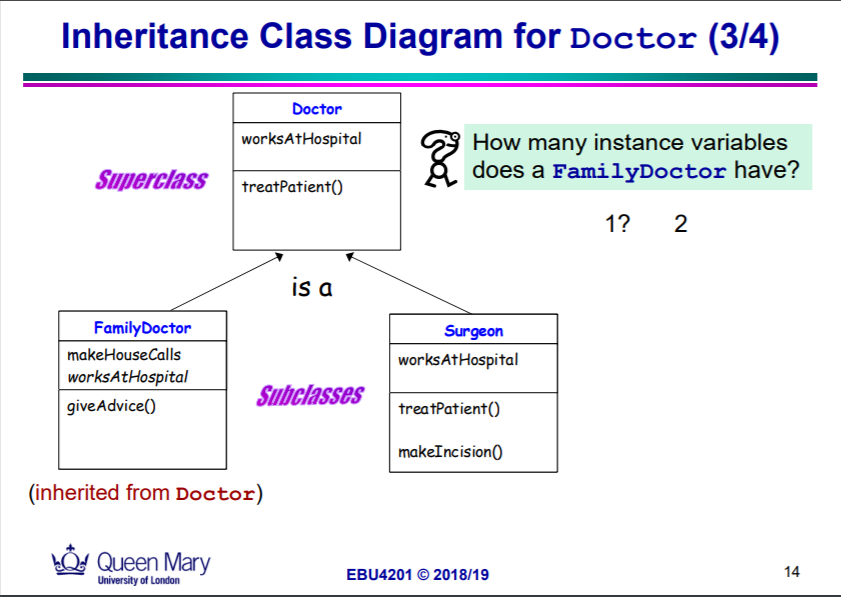 Inheritance Class Diagram for Doctor (3/4)
Doctor
worksAtHospital
treatPatient()
Superclass
How many instance variables
does a FamilyDoctor have?
1? 2
is a
FamilyDoctor
makeHouseCalls
worksAtHospital
giveAdvice()
Subclasses
Surgeon
worksAtHospital
treatPatient()
makeIncision()
(inherited from Doctor)
Queen Mary
University of London
EBU4201 © 2018/19
14